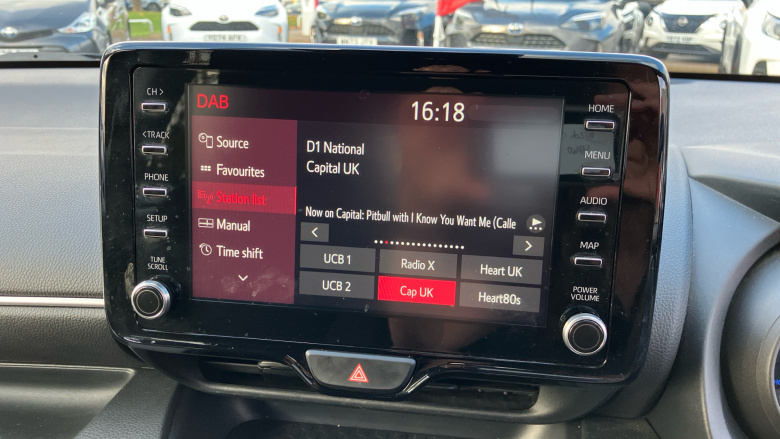 CH >
DAB
16:18
HOME
< TRACK
Source
D1 National
MENU
Favourites
Capital UK
PHONE
Station list
AUDIO
SETUP
Manual
Now on Capital: Pitbull with I Know You Want Me (Calle
< >
MAP
Time shift
UCB 1 Radio X Heart UK
TUNE
SCROLL
UCB 2 Cap UK Heart80s
POWER
VOLUME